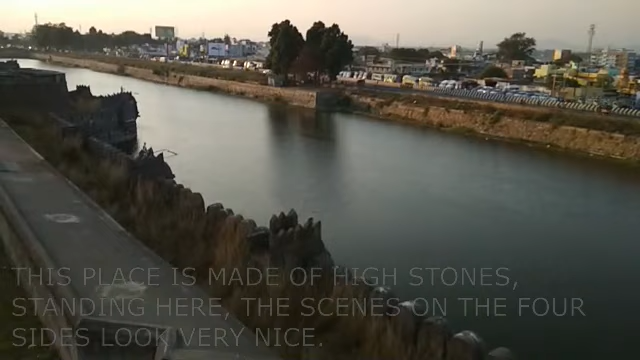 THIS PLACE IS MADE OF HIGH STONES,
STANDING HERE, THE SCENES ON THE FOUR
SIDES LOOK VERY NICE.